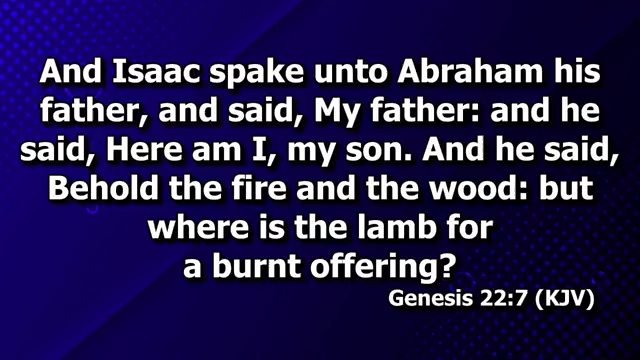 And Isaac spake unto Abraham his
father, and said, My father: and he
said, Here am I, my son. And he said,
Behold the fire and the wood: but
where is the lamb for
a burnt offering?
Genesis 22:7 (KJV)